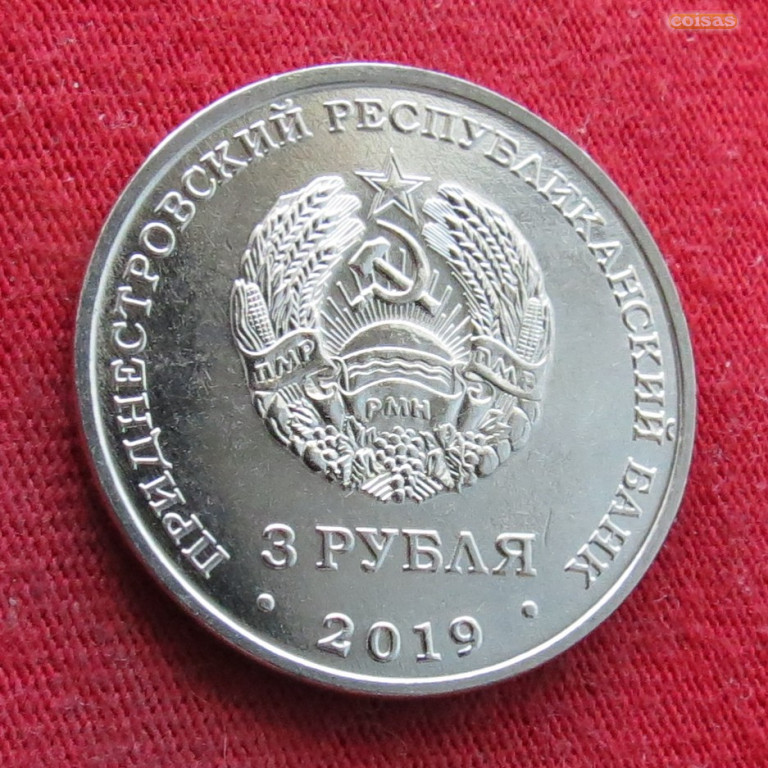 coisas
ПРИДНЕСТРОВСКИЙ РЕСПУБЛИКАНСКИЙ БАНК
ПМР
РМН
ПМР
3 РУБЛЯ
• 2019 •